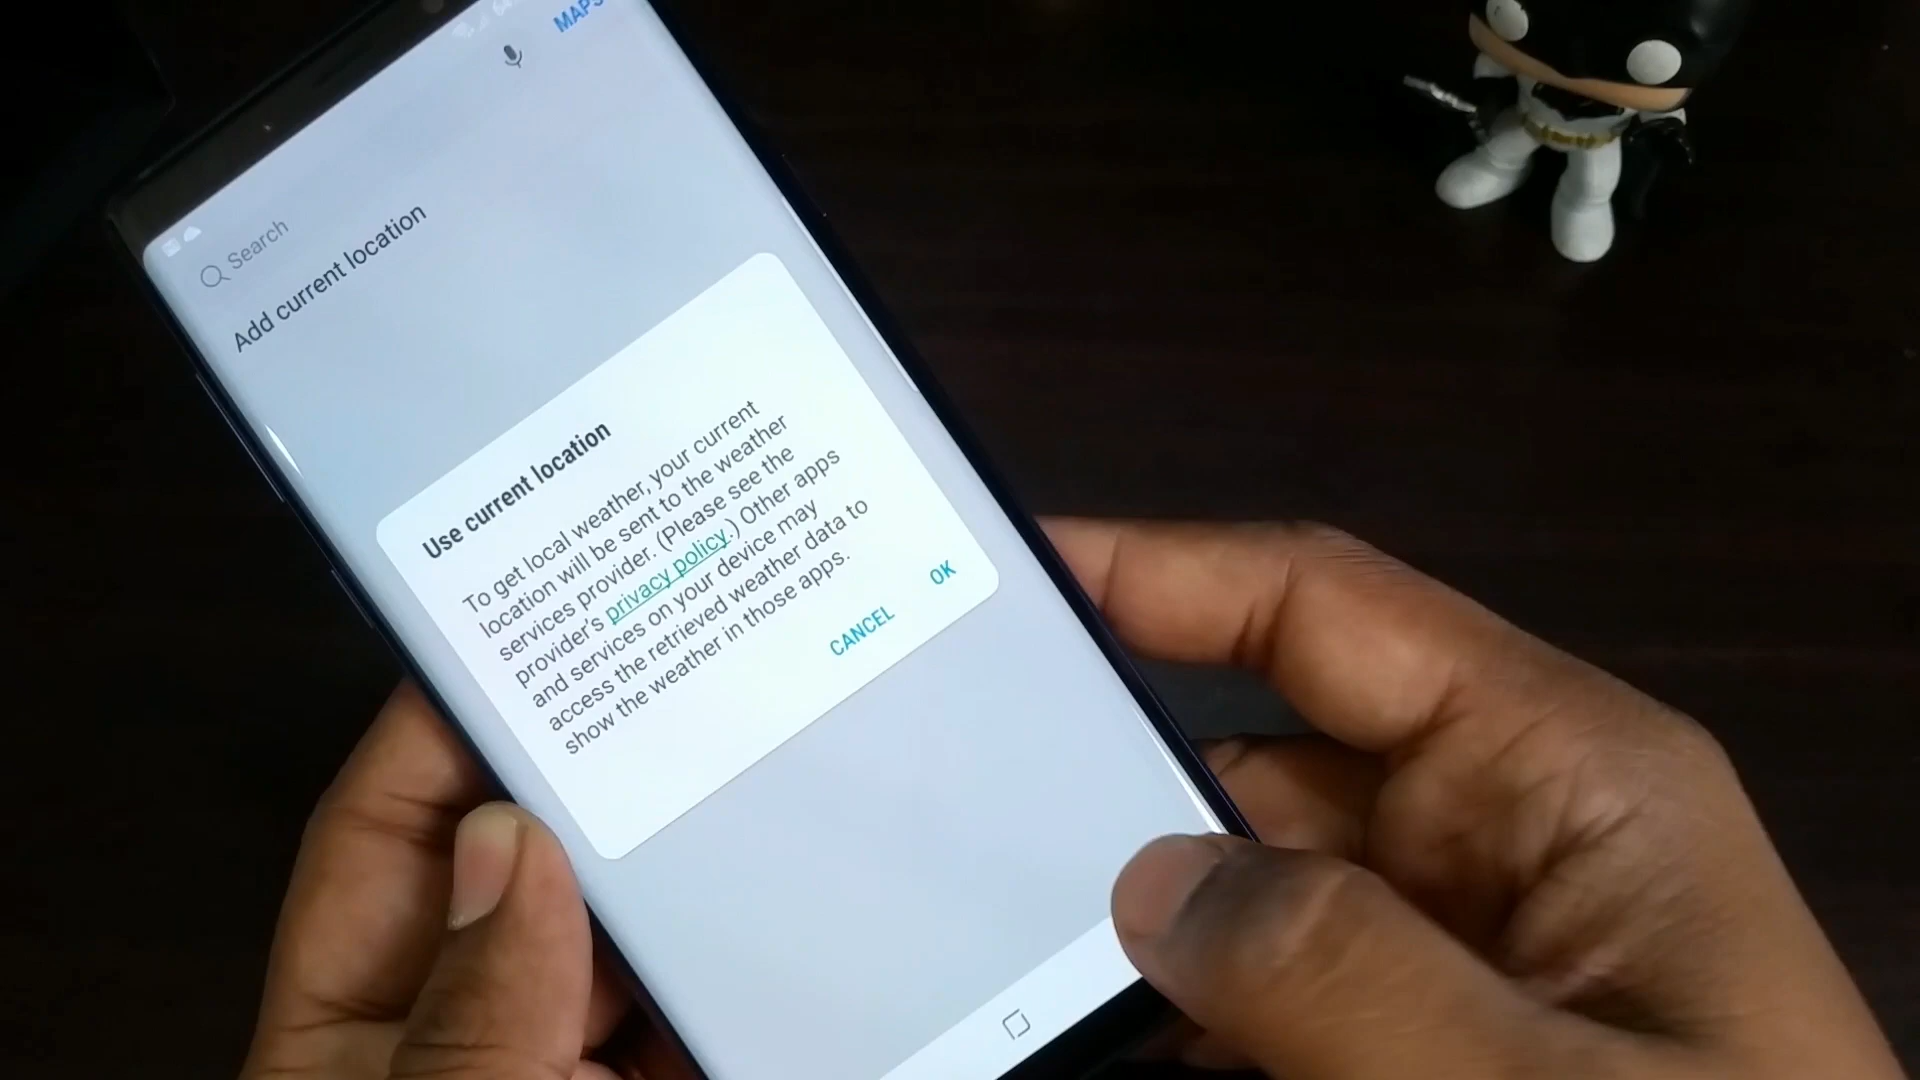 MAPS
Search
Add current location
Use current location
To get local weather, your current
location will be sent to the weather
services provider. (Please see the
provider's privacy policy.) Other apps
and services on your device may
access the retrieved weather data to
show the weather in those apps.
CANCEL
OK